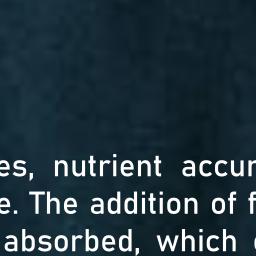 es, nutrient accu
e. The addition of f
absorbed, which